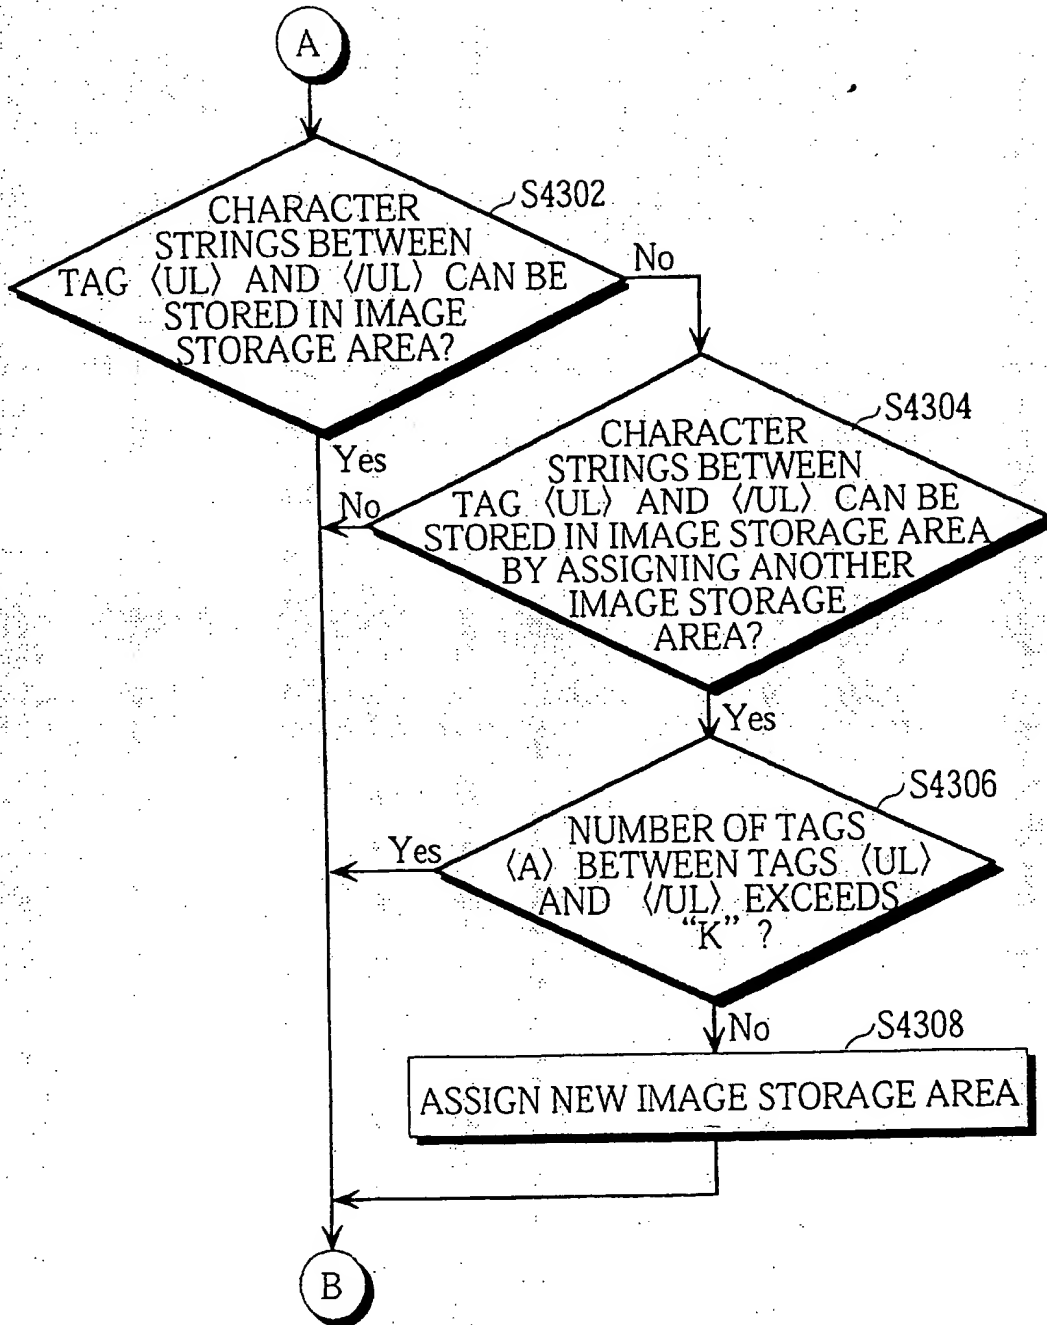 A
S4302
CHARACTER
STRINGS BETWEEN
TAG 〈UL〉 AND 〈/UL〉 CAN BE
STORED IN IMAGE
STORAGE AREA?
No
Yes
S4304
CHARACTER
STRINGS BETWEEN
TAG 〈UL〉 AND 〈/UL〉 CAN BE
STORED IN IMAGE STORAGE AREA
BY ASSIGNING ANOTHER
IMAGE STORAGE
AREA?
No
Yes
S4306
NUMBER OF TAGS
〈A〉 BETWEEN TAGS 〈UL〉
AND 〈/UL〉 EXCEEDS
“K” ?
Yes
No
S4308
ASSIGN NEW IMAGE STORAGE AREA
B